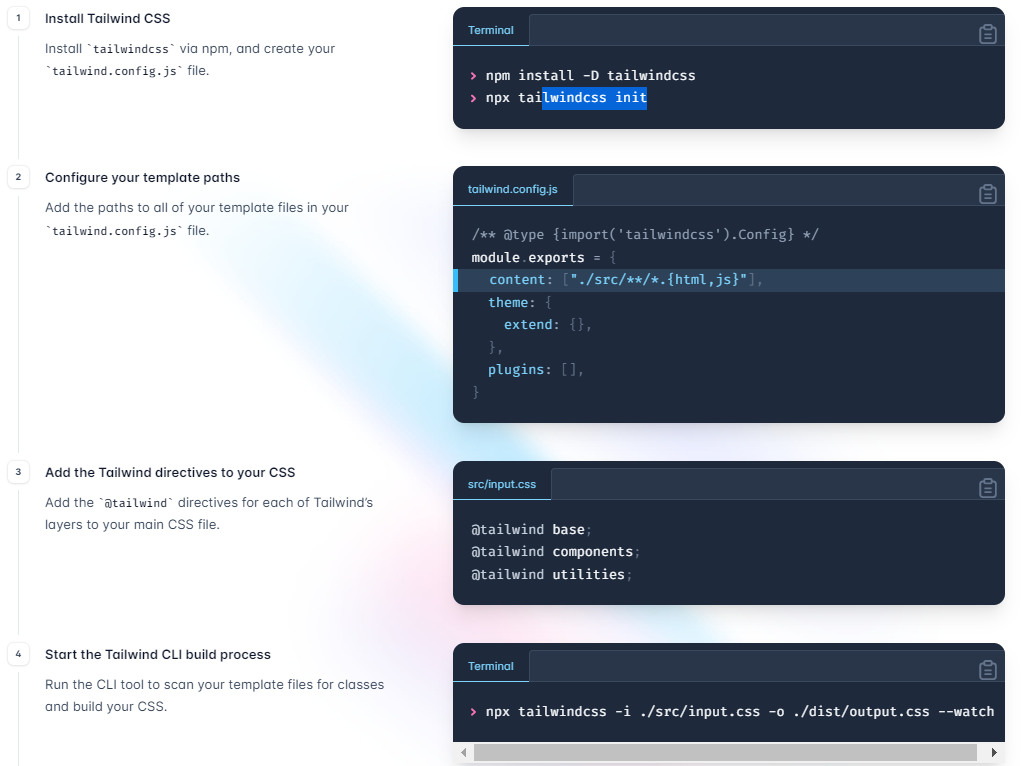 1
Install Tailwind CSS
Install `tailwindcss` via npm, and create your
`tailwind.config.js` file.
Terminal
> npm install -D tailwindcss
> npx tailwindcss init
2
Configure your template paths
Add the paths to all of your template files in your
`tailwind.config.js` file.
tailwind.config.js
/** @type {import('tailwindcss').Config} */
module.exports = {
  content: ["./src/**/*.{html,js}"],
  theme: {
    extend: {},
  },
  plugins: [],
}
3
Add the Tailwind directives to your CSS
Add the `@tailwind` directives for each of Tailwind’s
layers to your main CSS file.
src/input.css
@tailwind base;
@tailwind components;
@tailwind utilities;
4
Start the Tailwind CLI build process
Run the CLI tool to scan your template files for classes
and build your CSS.
Terminal
> npx tailwindcss -i ./src/input.css -o ./dist/output.css --watch